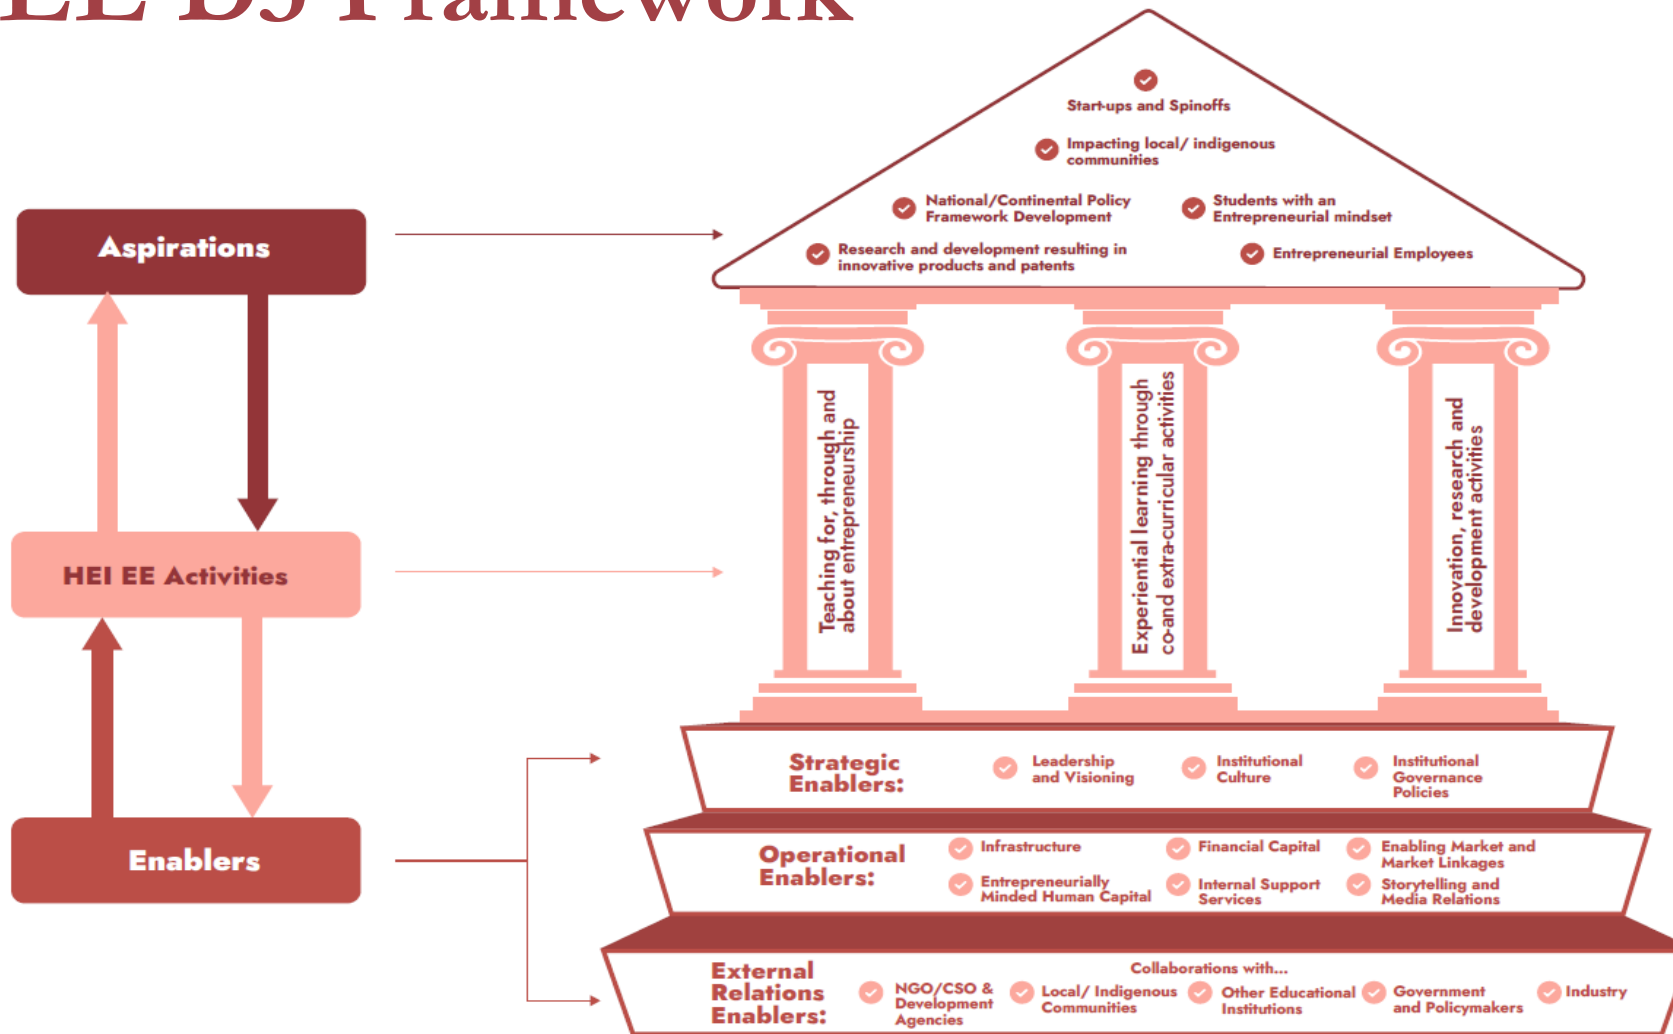 EE D5 Framework
Start-ups and Spinoffs
Impacting local/ indigenous
communities
National/Continental Policy
Framework Development
Students with an
Entrepreneurial mindset
Research and development resulting in
innovative products and patents
Entrepreneurial Employees
Aspirations
HEI EE Activities
Enablers
Teaching for, through and
about entrepreneurship
Experiential learning through
co-and extra-curricular activities
Innovation, research and
development activities
Strategic
Enablers:
Leadership
and Visioning
Institutional
Culture
Institutional
Governance
Policies
Operational
Enablers:
Infrastructure
Financial Capital
Enabling Market and
Market Linkages
Entrepreneurially
Minded Human Capital
Internal Support
Services
Storytelling and
Media Relations
External
Relations
Enablers:
Collaborations with...
NGO/CSO &
Development
Agencies
Local/ Indigenous
Communities
Other Educational
Institutions
Government
and Policymakers
Industry